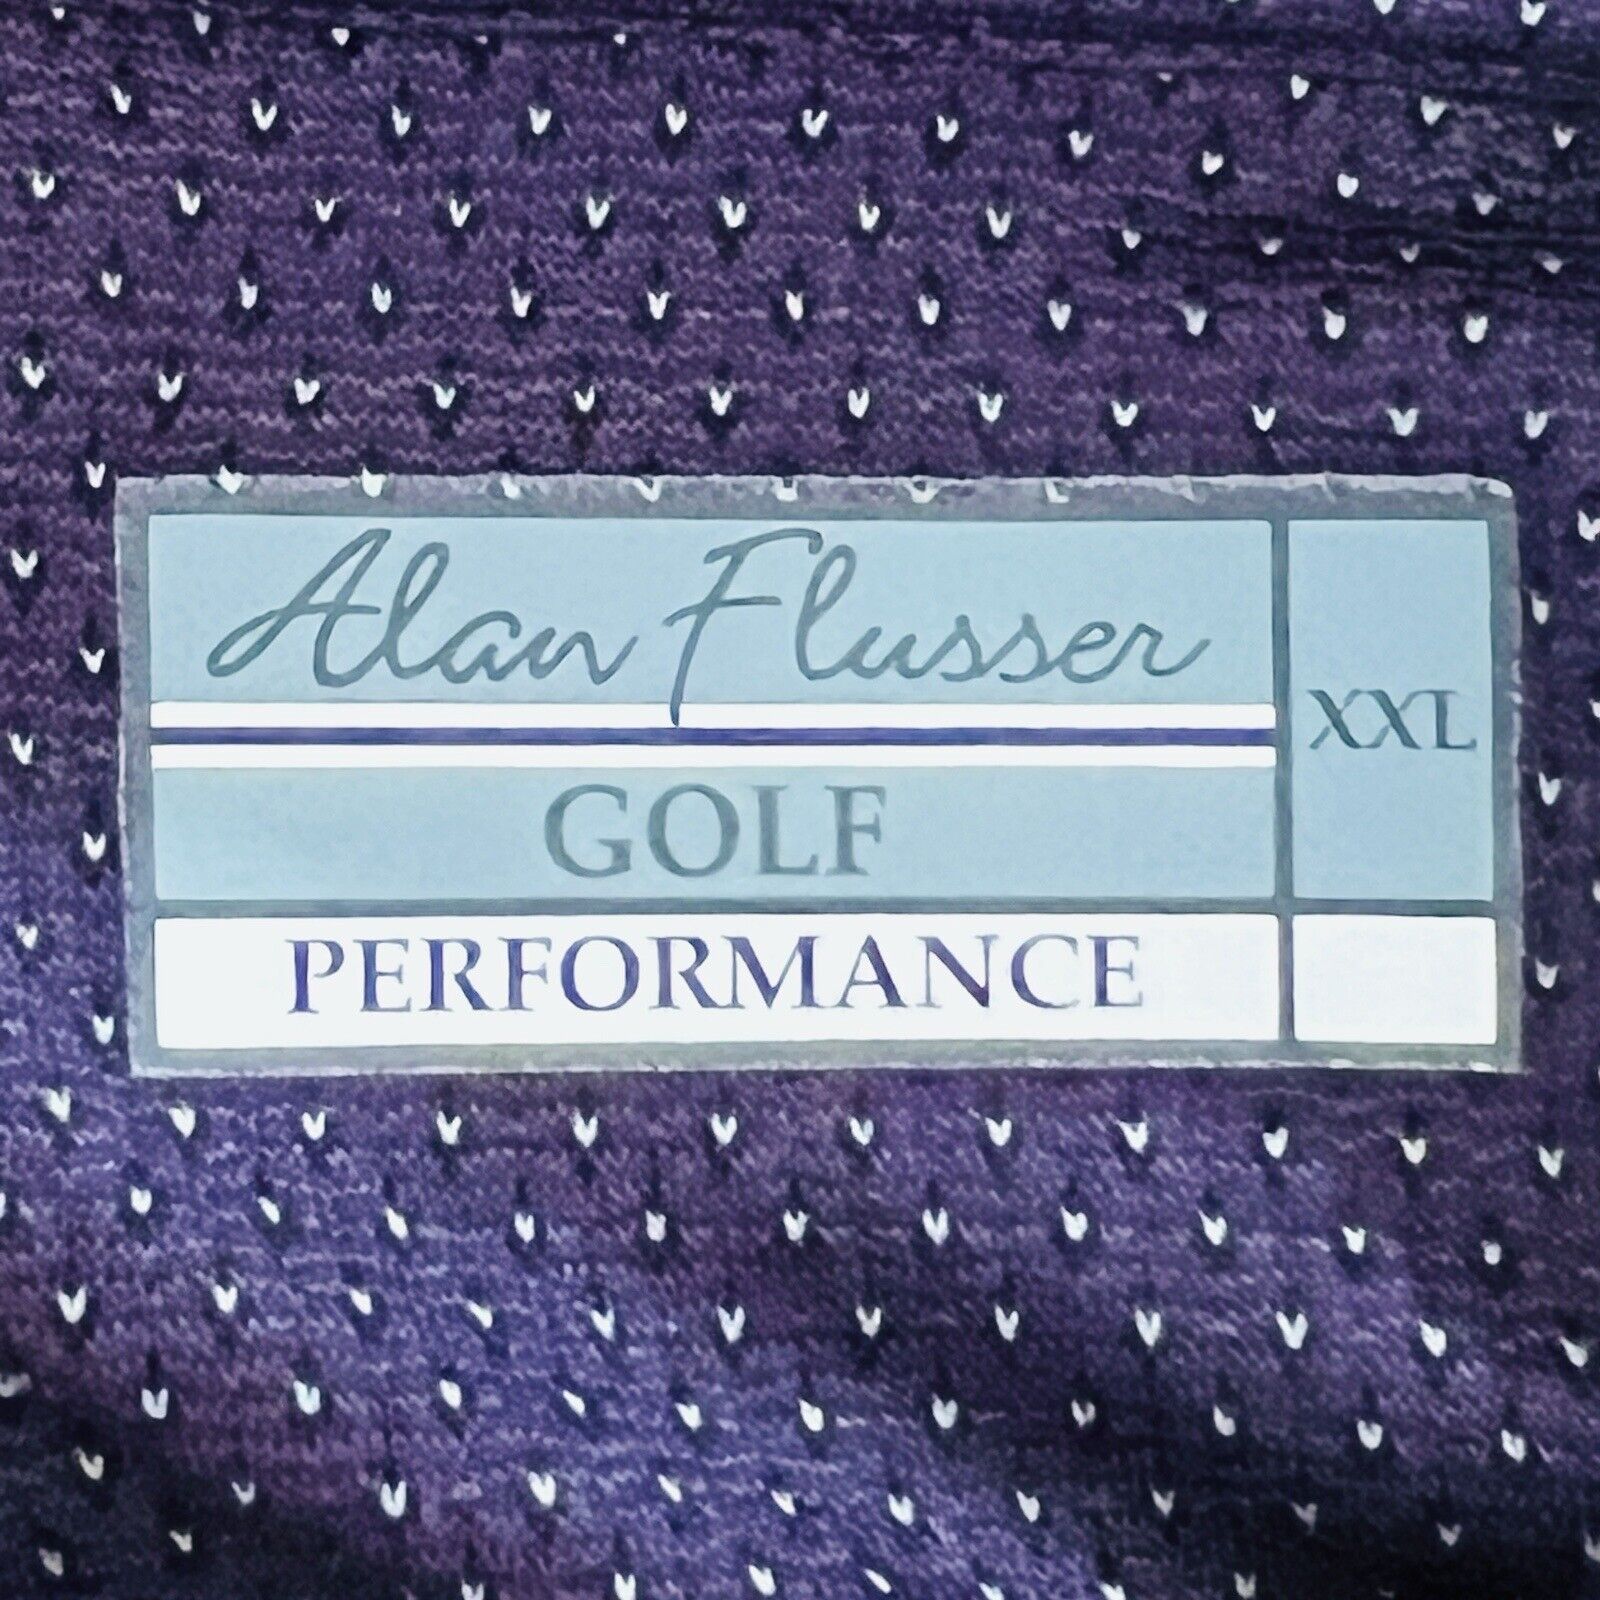 Alan Flusser
XXL
GOLF
PERFORMANCE